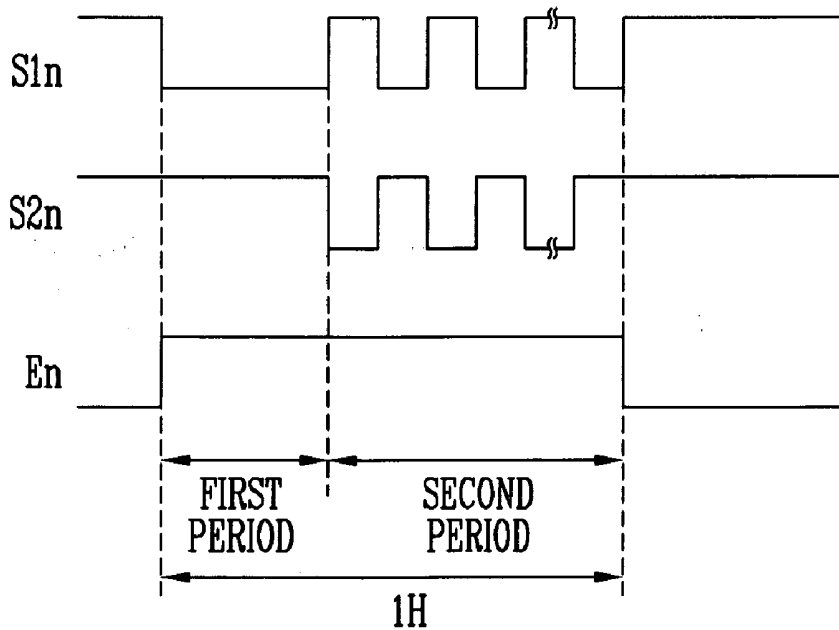 S1n
S2n
En
FIRST
PERIOD
SECOND
PERIOD
1H